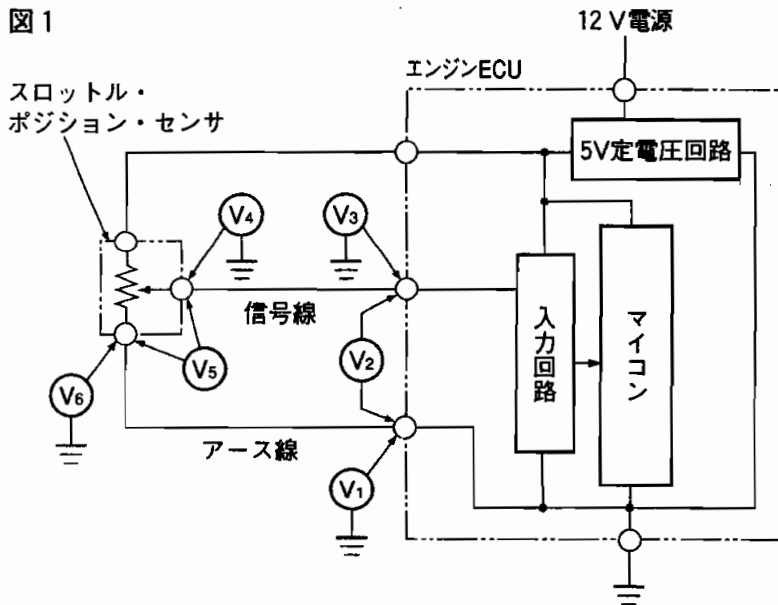 図1
12V電源
エンジンECU
スロットル・
ポジション・センサ
5V定電圧回路
V4
V3
信号線
入力回路
マイコン
V5
V2
V6
アース線
V1